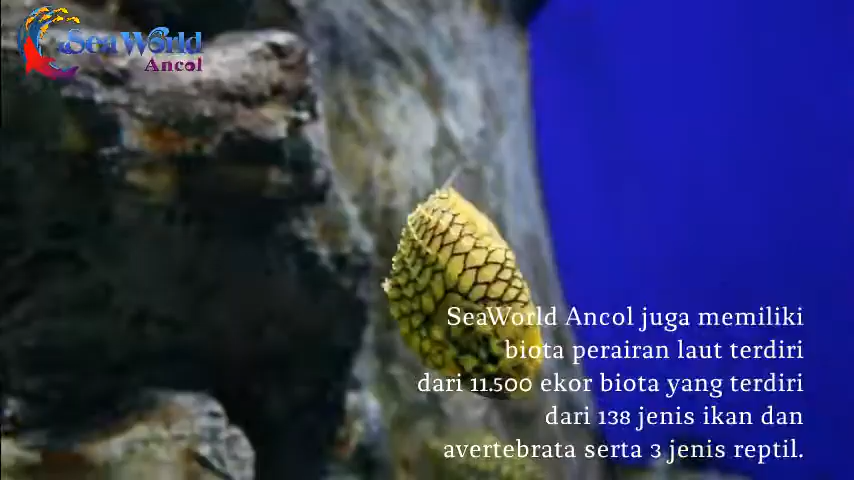 SeaWorld
Ancol
SeaWorld Ancol juga memiliki
biota perairan laut terdiri
dari 11.500 ekor biota yang terdiri
dari 138 jenis ikan dan
avertebrata serta 3 jenis reptil.